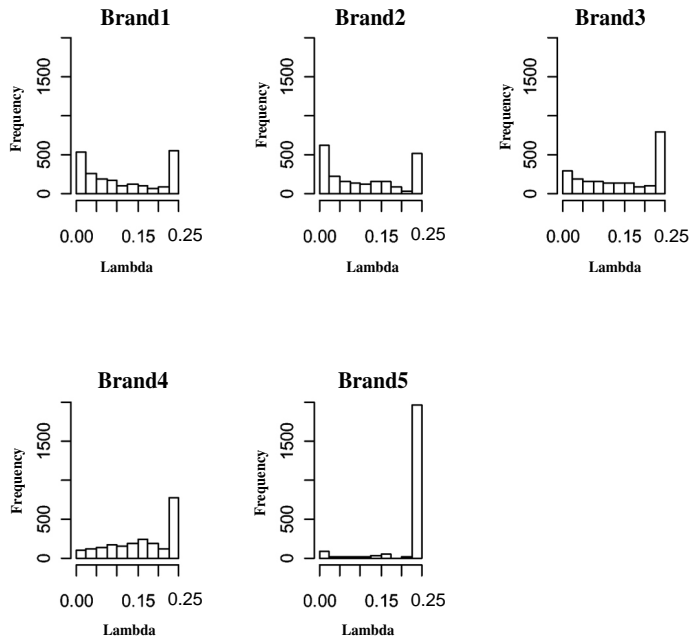 Brand1 Brand2 Brand3
Frequency Frequency Frequency
1500 1500 1500
500 500 500
0 0 0
0.00 0.15 0.25 0.00 0.15 0.25 0.00 0.15 0.25
Lambda Lambda Lambda
Brand4 Brand5
Frequency Frequency
1500 1500
500 500
0 0
0.00 0.15 0.25 0.00 0.15 0.25
Lambda Lambda